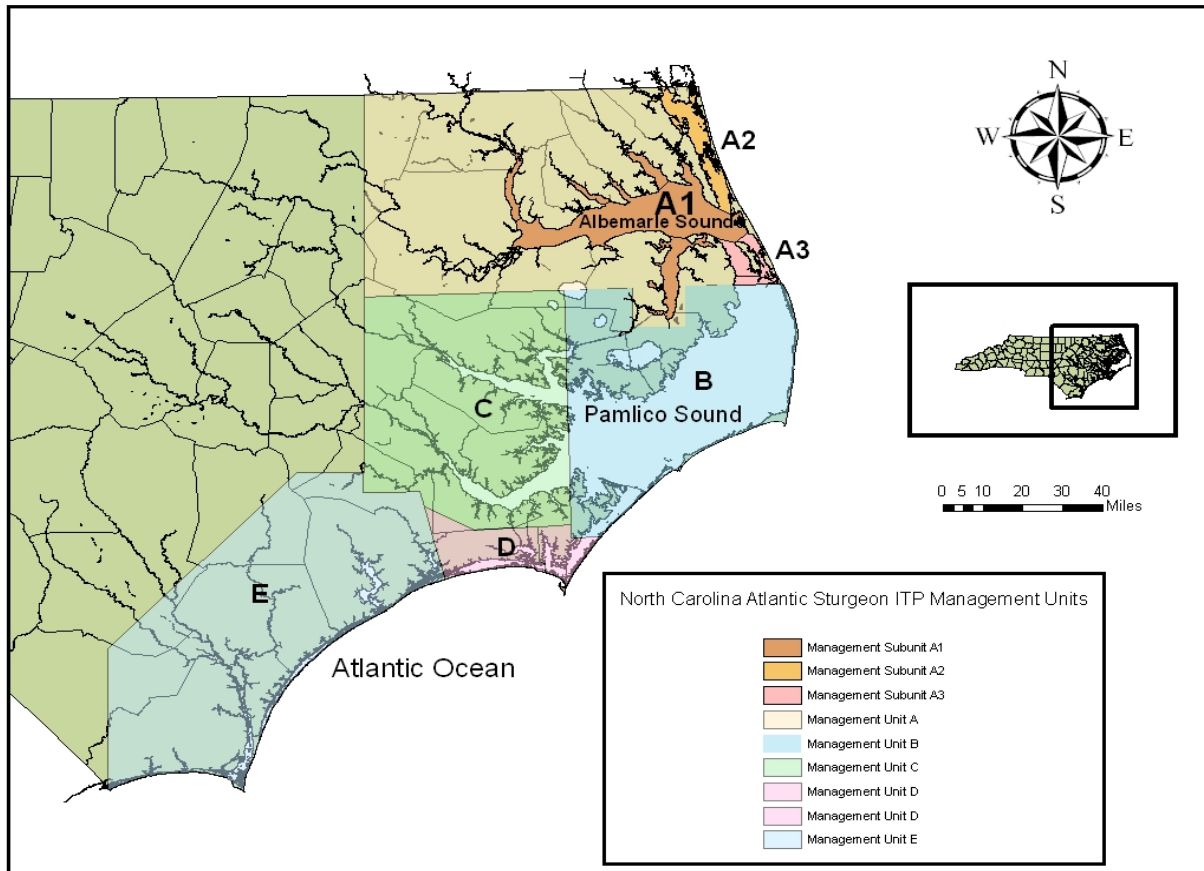 N
W E
S
A2
A1
Albemarle Sound
A3
B
Pamlico Sound
C
D
E
Atlantic Ocean
0 5 10 20 30 40
Miles
North Carolina Atlantic Sturgeon ITP Management Units
Management Subunit A1
Management Subunit A2
Management Subunit A3
Management Unit A
Management Unit B
Management Unit C
Management Unit D
Management Unit D
Management Unit E